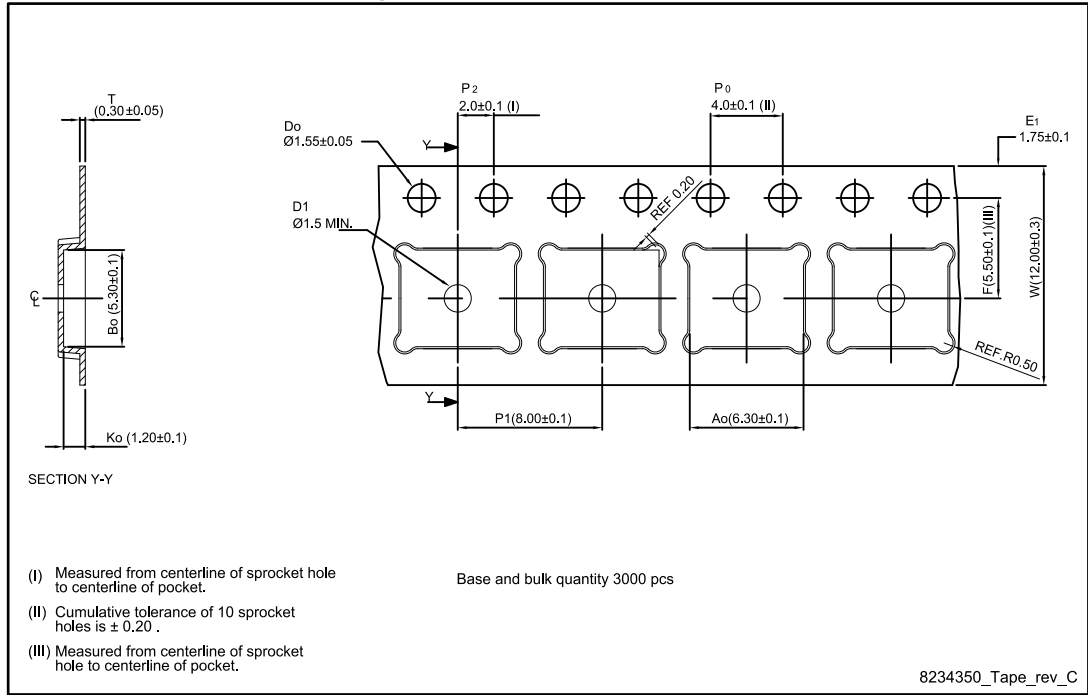 T
(0.30±0.05)
P2
2.0±0.1 (I)
P0
4.0±0.1 (II)
E1
1.75±0.1
Do
Ø1.55±0.05
Y
REF 0.20
D1
Ø1.5 MIN.
F(5.50±0.1)(III)
W(12.00±0.3)
℄
Bo (5.30±0.1)
REF.R0.50
Y
P1(8.00±0.1)
Ao(6.30±0.1)
Ko (1.20±0.1)
SECTION Y-Y
(I) Measured from centerline of sprocket hole
to centerline of pocket.
Base and bulk quantity 3000 pcs
(II) Cumulative tolerance of 10 sprocket
holes is ± 0.20 .
(III) Measured from centerline of sprocket
hole to centerline of pocket.
8234350_Tape_rev_C